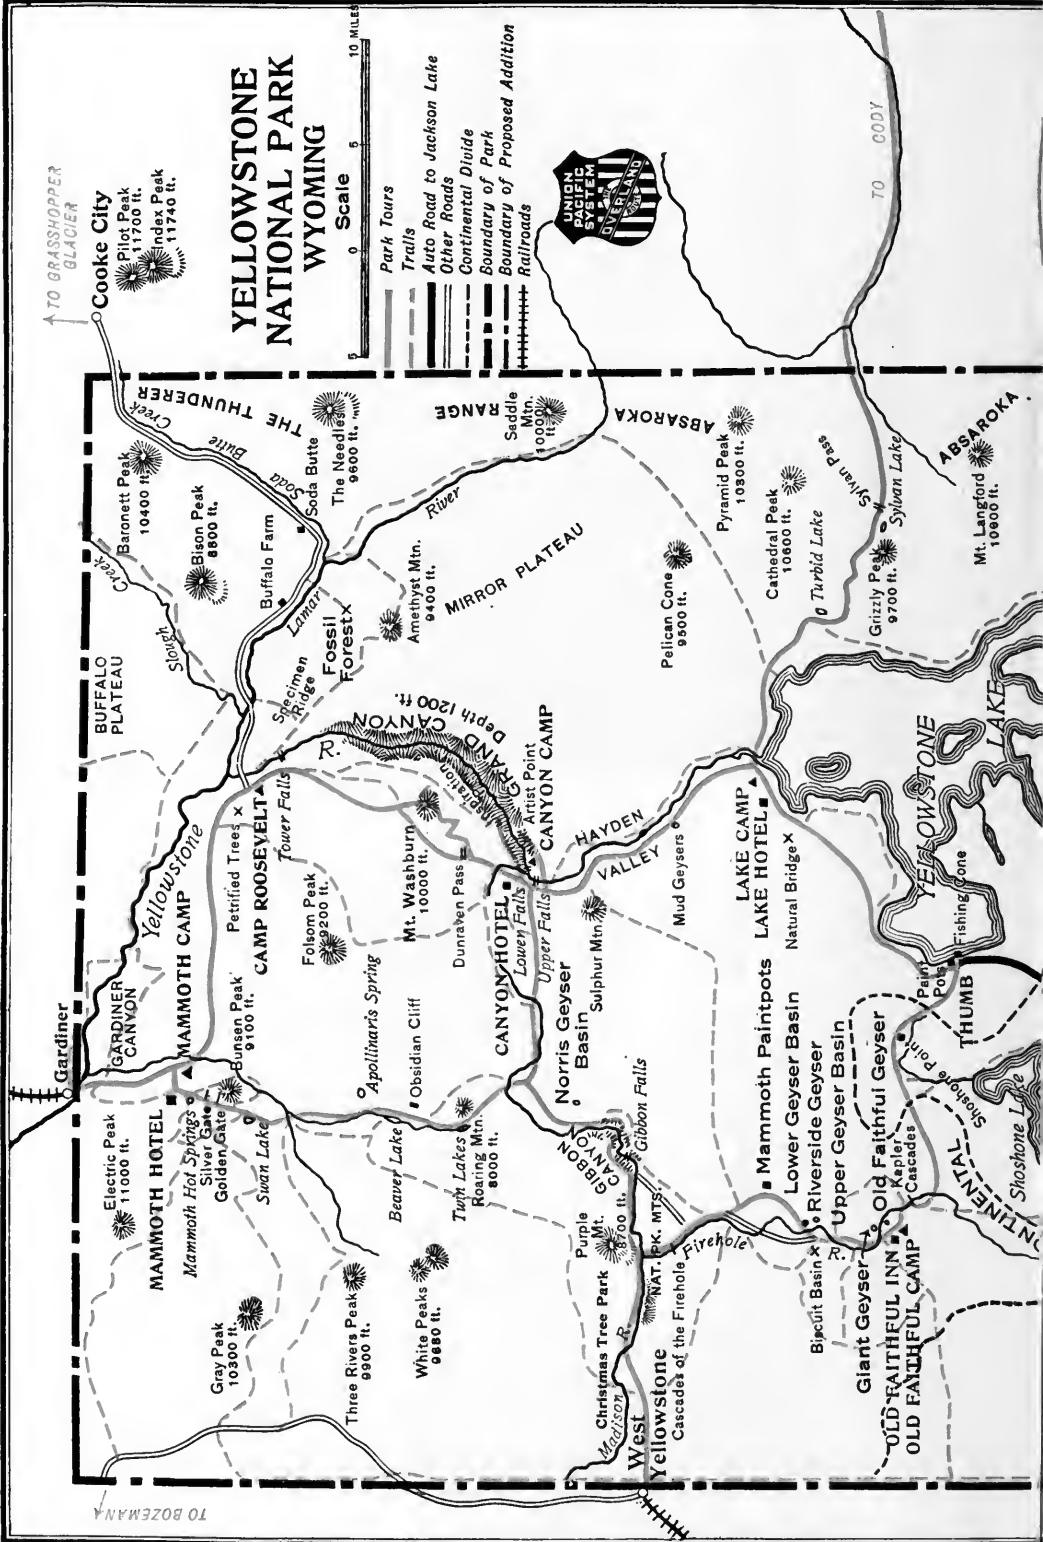 YELLOWSTONE
NATIONAL PARK
WYOMING
Scale
5
0
5
10 MILES
Park Tours
Trails
Auto Road to Jackson Lake
Other Roads
Continental Divide
Boundary of Park
Boundary of Proposed Addition
Railroads
UNION
PACIFIC
SYSTEM
THE
OVERLAND
ROUTE
TO GRASSHOPPER
GLACIER
Cooke City
Pilot Peak
11700 ft.
Index Peak
11740 ft.
TO CODY
Gardiner
GARDINER
CANYON
Electric Peak
11000 ft.
MAMMOTH HOTEL
MAMMOTH CAMP
Mammoth Hot Springs
Silver Gate
Golden Gate
Bunsen Peak
9100 ft.
Swan Lake
Gray Peak
10300 ft.
Three Rivers Peak
9900 ft.
White Peaks
9680 ft.
Yellowstone
R.
BUFFALO
PLATEAU
Slough
Creek
Baronett Peak
10400 ft.
Bison Peak
8800 ft.
Buffalo Farm
Soda Butte
Creek
THE THUNDERER
Soda Butte
The Needles
9600 ft.
Lamar
River
Saddle
Mtn.
10000
ft.
ABSAROKA
RANGE
Petrified Trees
CAMP ROOSEVELT
Tower Falls
Specimen
Ridge
Fossil
Forest
Amethyst Mtn.
9400 ft.
MIRROR PLATEAU
Folsom Peak
9200 ft.
Mt. Washburn
10000 ft.
Dunraven Pass
GRAND CANYON
Depth 1200 ft.
Inspiration
Artist Point
CANYON CAMP
CANYON HOTEL
Lower Falls
Upper Falls
Apollinaris Spring
Obsidian Cliff
Beaver Lake
Twin Lakes
Roaring Mtn.
8000 ft.
Norris Geyser
Basin
GIBBON
CANYON
Gibbon Falls
Purple
Mt.
8700 ft.
Christmas Tree Park
Madison
R.
West
Yellowstone
NAT. PK. MTS.
Cascades of the Firehole
Firehole
R.
TO BOZEMAN
HAYDEN
VALLEY
Sulphur Mtn.
Mud Geysers
Pelican Cone
9500 ft.
Pyramid Peak
10300 ft.
Cathedral Peak
10600 ft.
Turbid Lake
Sylvan Pass
Sylvan Lake
Grizzly Peak
9700 ft.
Mt. Langford
10600 ft.
ABSAROKA
LAKE CAMP
LAKE HOTEL
Natural Bridge
YELLOWSTONE
LAKE
Fishing Cone
Paint
Pots
THUMB
Mammoth Paintpots
Lower Geyser Basin
Riverside Geyser
Upper Geyser Basin
Old Faithful Geyser
Kepler
Cascades
Biscuit Basin
Giant Geyser
OLD FAITHFUL INN
OLD FAITHFUL CAMP
Shoshone Point
Shoshone Lake
ONTINENTAL